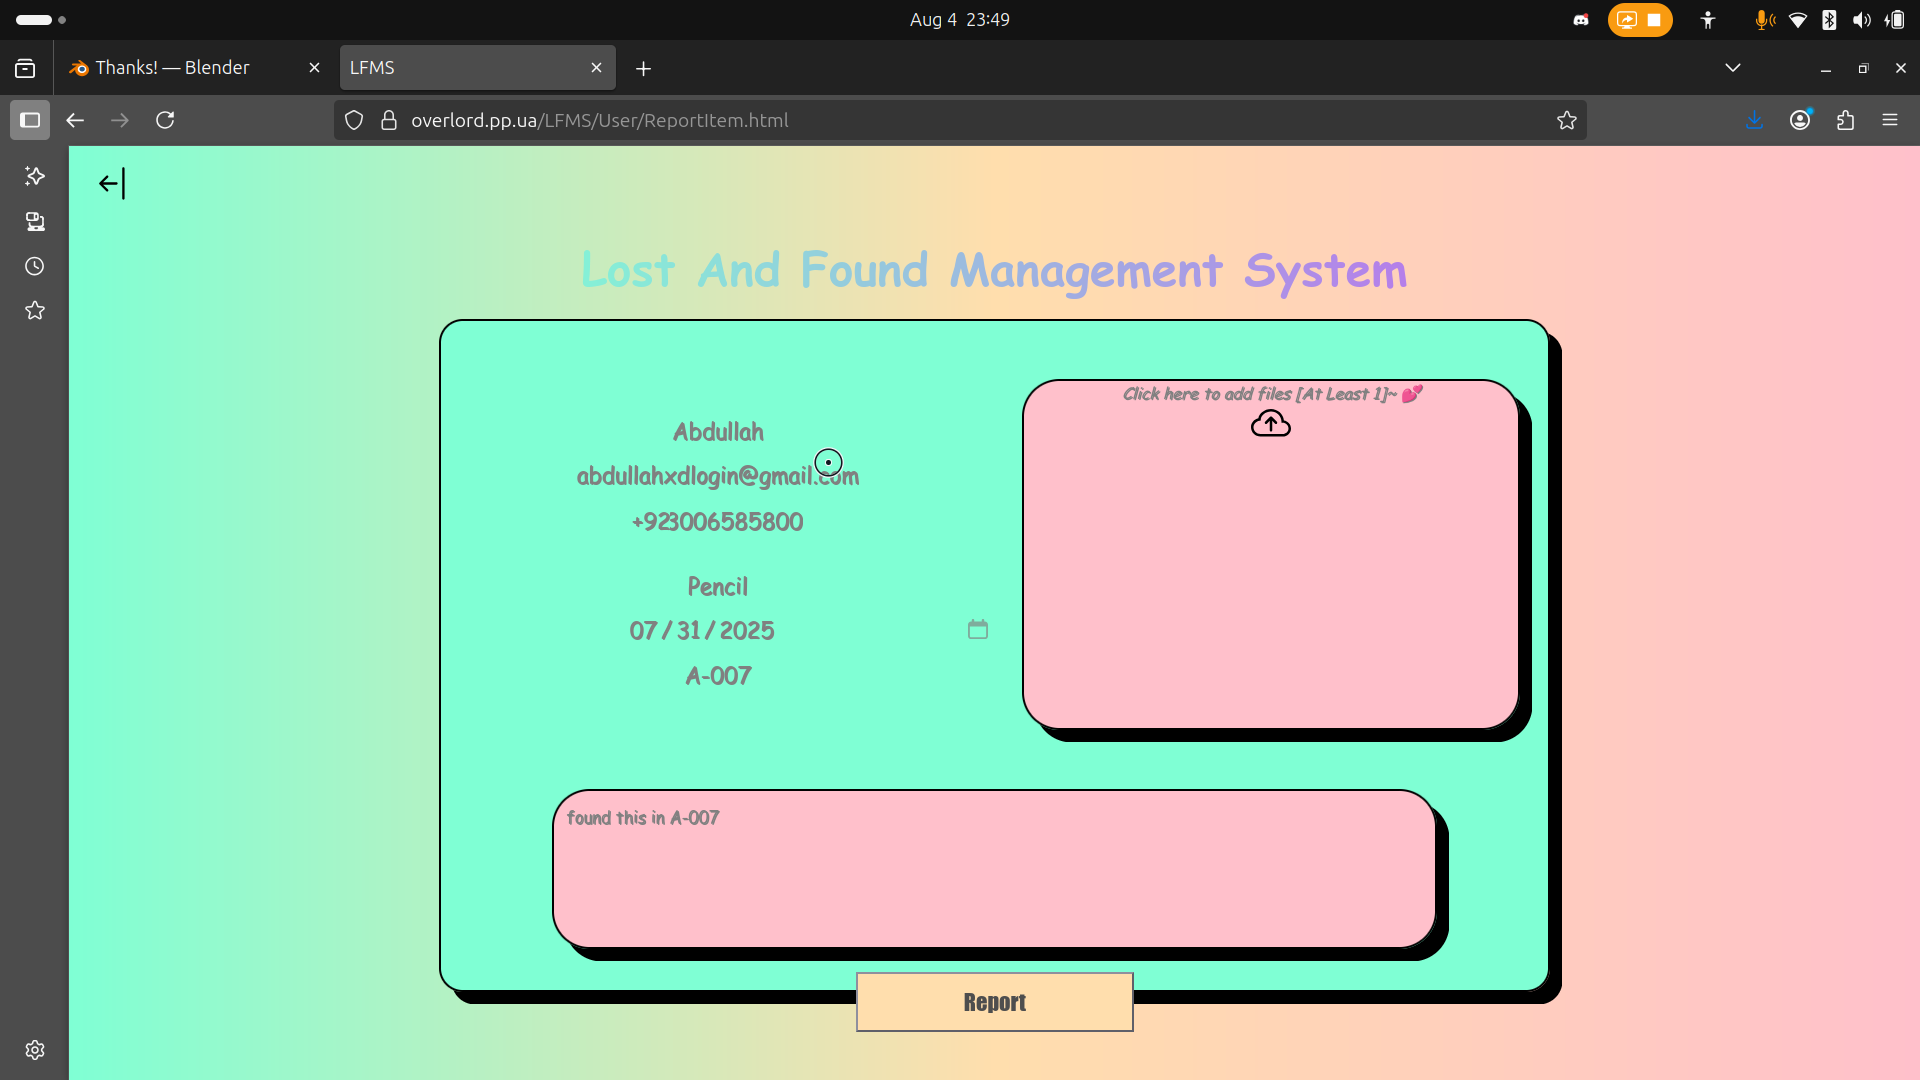 Aug 4 23:49
Thanks! — Blender
LFMS
overlord.pp.ua/LFMS/User/ReportItem.html
Lost And Found Management System
Click here to add files [At Least 1]~ 💕
Abdullah
abdullahxdlogin@gmail.com
+923006585800
Pencil
07/31/2025
A-007
found this in A-007
Report